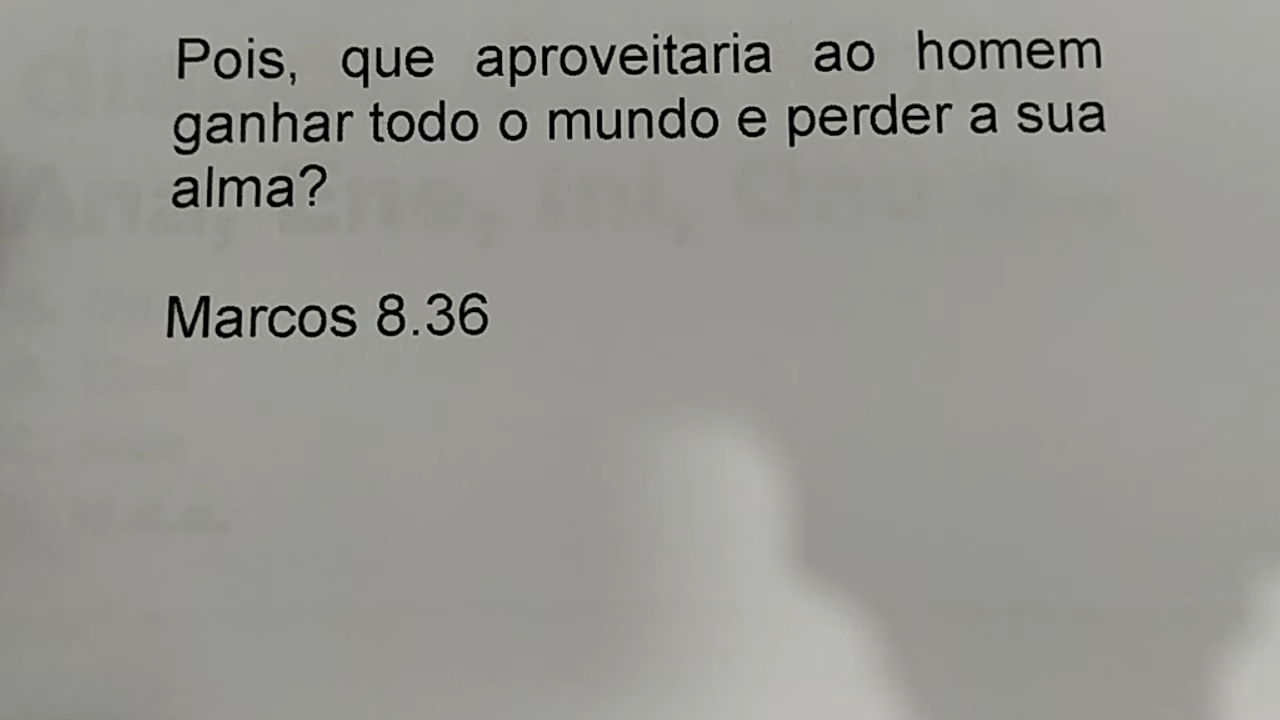 Pois, que aproveitaria ao homem
ganhar todo o mundo e perder a sua
alma?
Marcos 8.36